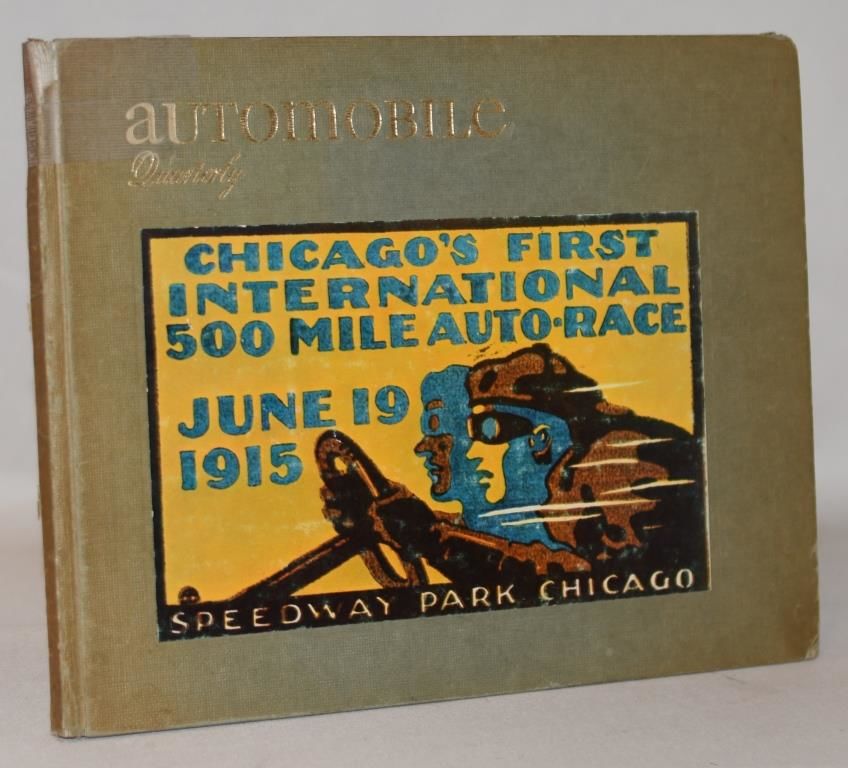 automobile
Quarterly
CHICAGO'S FIRST
INTERNATIONAL
500 MILE AUTO·RACE
JUNE 19
1915
SPEEDWAY PARK CHICAGO